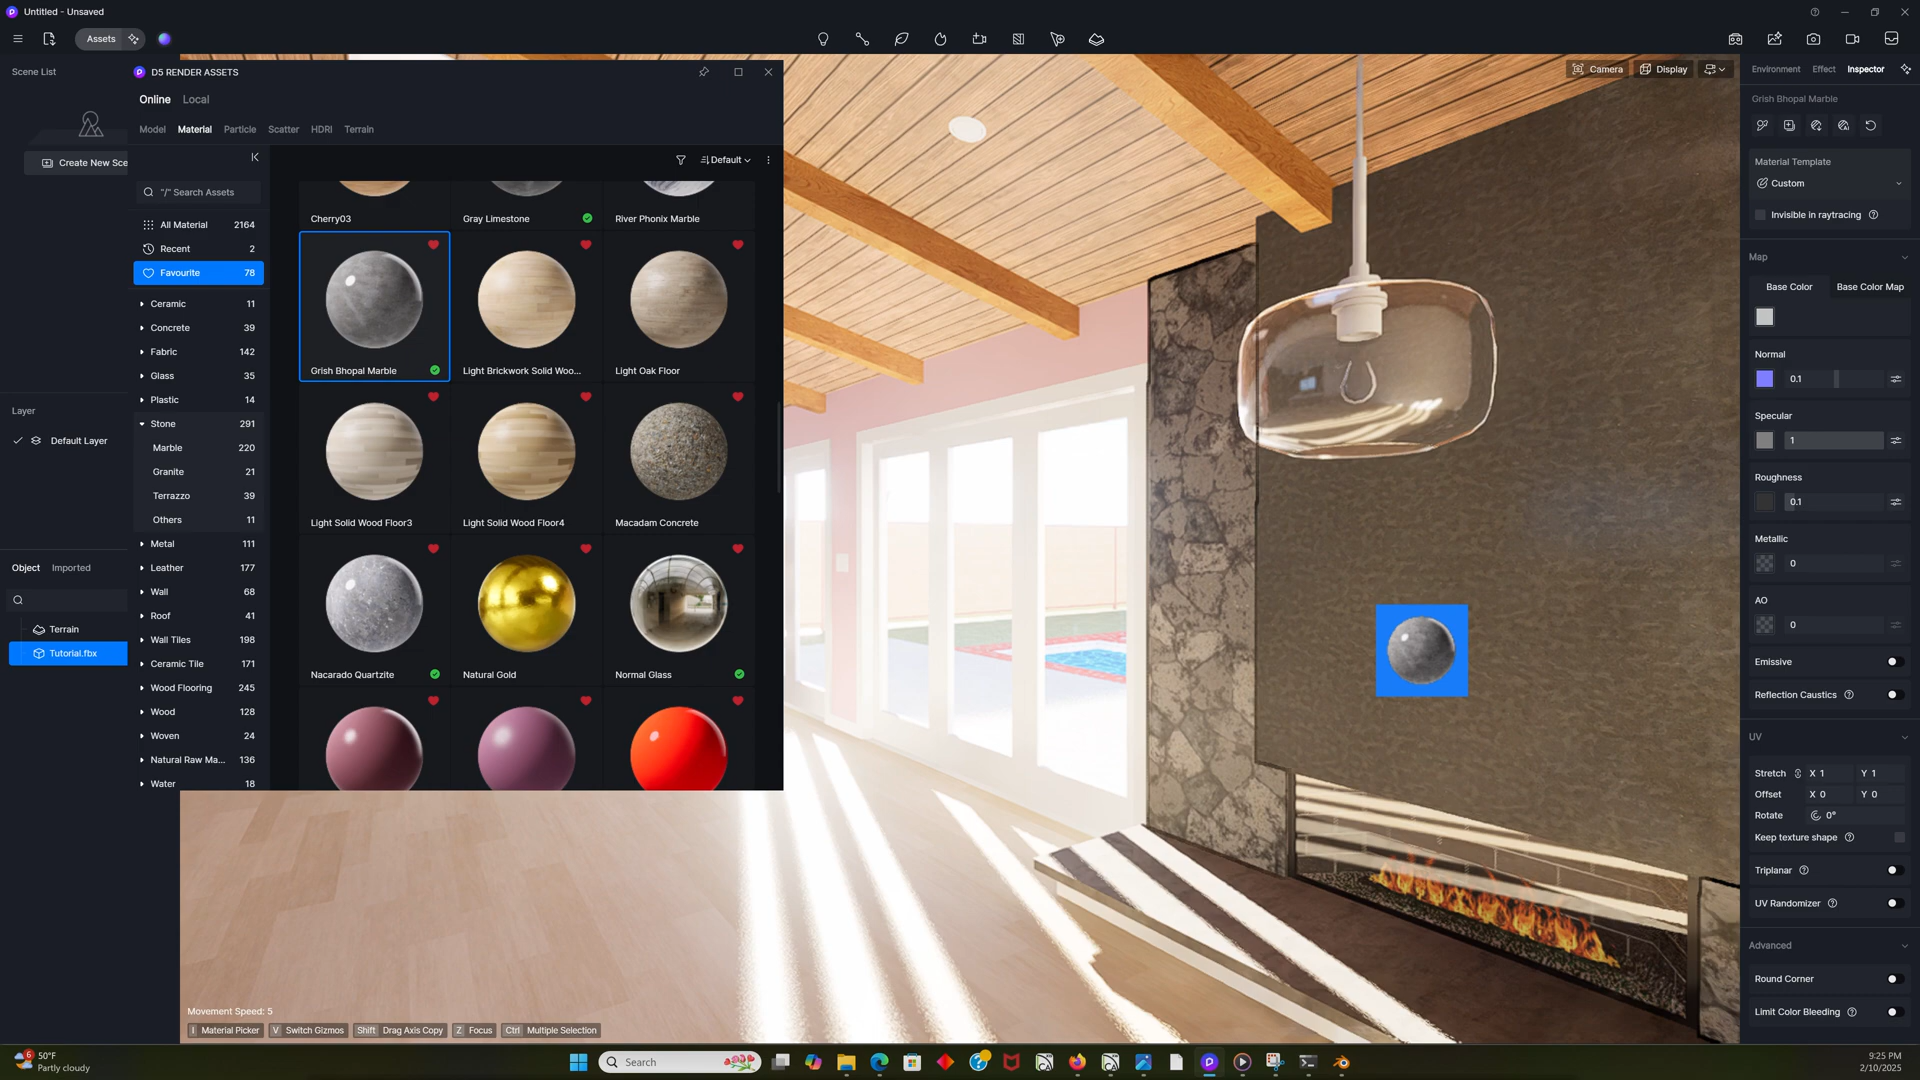 Untitled - Unsaved
Assets
Scene List
D5 RENDER ASSETS
Camera
Display
Environment
Effect
Inspector
Online
Local
Grish Bhopal Marble
Model
Material
Particle
Scatter
HDRI
Terrain
Create New Sce
Default
Material Template
Custom
"/" Search Assets
Invisible in raytracing
All Material 2164
Recent 2
Favourite 78
Ceramic 11
Concrete 39
Fabric 142
Glass 35
Plastic 14
Stone 291
Marble 220
Granite 21
Terrazzo 39
Others 11
Metal 111
Leather 177
Wall 68
Roof 41
Wall Tiles 198
Ceramic Tile 171
Wood Flooring 245
Wood 128
Woven 24
Natural Raw Ma... 136
Water 18
Cherry03
Gray Limestone
River Phonix Marble
Grish Bhopal Marble
Light Brickwork Solid Woo...
Light Oak Floor
Light Solid Wood Floor3
Light Solid Wood Floor4
Macadam Concrete
Nacarado Quartzite
Natural Gold
Normal Glass
Layer
Default Layer
Object
Imported
Terrain
Tutorial.fbx
Map
Base Color
Base Color Map
Normal
0.1
Specular
1
Roughness
0.1
Metallic
0
AO
0
Emissive
Reflection Caustics
UV
Stretch X 1 Y 1
Offset X 0 Y 0
Rotate 0°
Keep texture shape
Triplanar
UV Randomizer
Advanced
Round Corner
Limit Color Bleeding
Movement Speed: 5
I Material Picker
V Switch Gizmos
Shift Drag Axis Copy
Z Focus
Ctrl Multiple Selection
6
50°F
Partly cloudy
Search
9:25 PM
2/10/2025